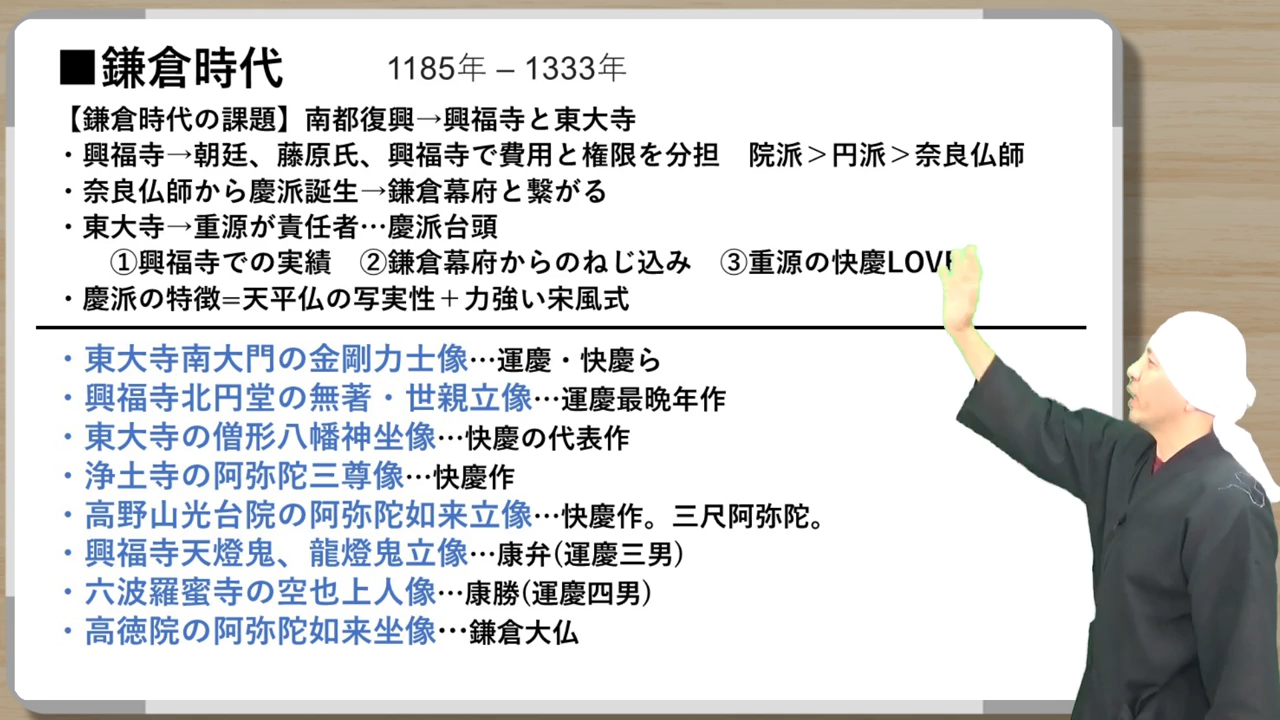 ■鎌倉時代 1185年 – 1333年
【鎌倉時代の課題】南都復興→興福寺と東大寺
・興福寺→朝廷、藤原氏、興福寺で費用と権限を分担 院派＞円派＞奈良仏師
・奈良仏師から慶派誕生→鎌倉幕府と繋がる
・東大寺→重源が責任者…慶派台頭
①興福寺での実績 ②鎌倉幕府からのねじ込み ③重源の快慶LOVE
・慶派の特徴=天平仏の写実性＋力強い宋風式
・東大寺南大門の金剛力士像…運慶・快慶ら
・興福寺北円堂の無著・世親立像…運慶最晩年作
・東大寺の僧形八幡神坐像…快慶の代表作
・浄土寺の阿弥陀三尊像…快慶作
・高野山光台院の阿弥陀如来立像…快慶作。三尺阿弥陀。
・興福寺天燈鬼、龍燈鬼立像…康弁(運慶三男)
・六波羅蜜寺の空也上人像…康勝(運慶四男)
・高徳院の阿弥陀如来坐像…鎌倉大仏